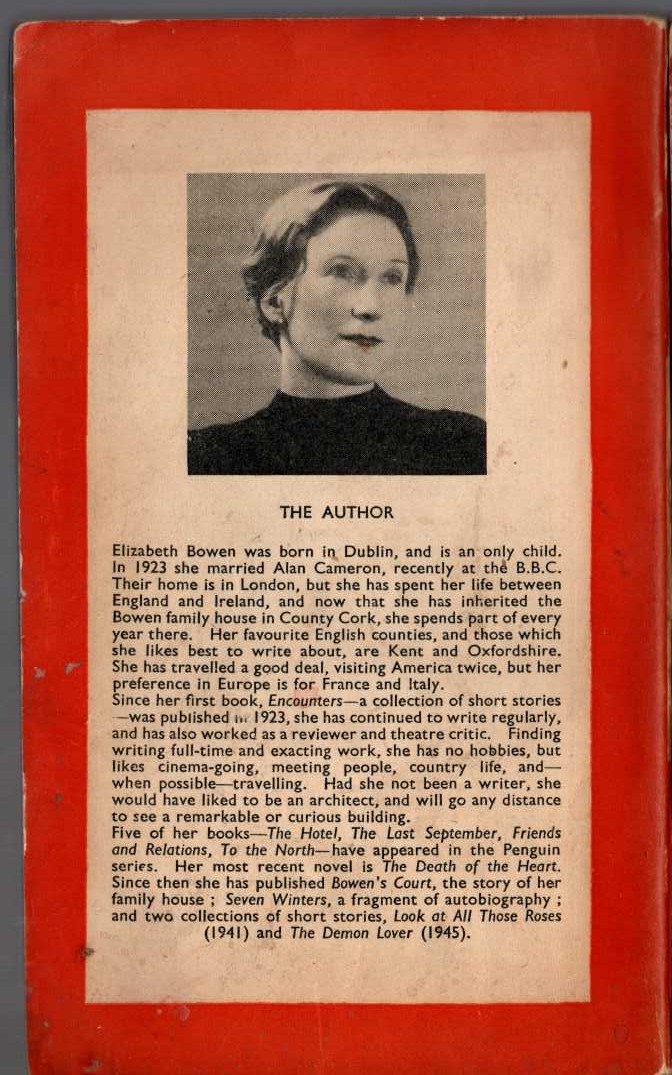 THE AUTHOR
Elizabeth Bowen was born in Dublin, and is an only child.
In 1923 she married Alan Cameron, recently at the B.B.C.
Their home is in London, but she has spent her life between
England and Ireland, and now that she has inherited the
Bowen family house in County Cork, she spends part of every
year there. Her favourite English counties, and those which
she likes best to write about, are Kent and Oxfordshire.
She has travelled a good deal, visiting America twice, but her
preference in Europe is for France and Italy.
Since her first book, Encounters—a collection of short stories
—was published in 1923, she has continued to write regularly,
and has also worked as a reviewer and theatre critic. Finding
writing full-time and exacting work, she has no hobbies, but
likes cinema-going, meeting people, country life, and—
when possible—travelling. Had she not been a writer, she
would have liked to be an architect, and will go any distance
to see a remarkable or curious building.
Five of her books—The Hotel, The Last September, Friends
and Relations, To the North—have appeared in the Penguin
series. Her most recent novel is The Death of the Heart.
Since then she has published Bowen's Court, the story of her
family house ; Seven Winters, a fragment of autobiography ;
and two collections of short stories, Look at All Those Roses
(1941) and The Demon Lover (1945).